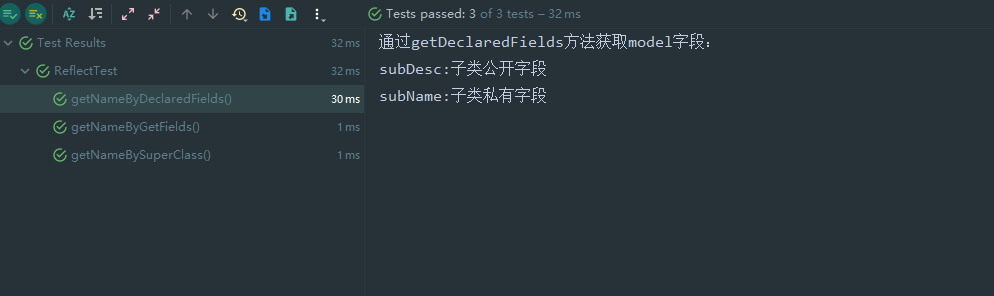 Tests passed: 3 of 3 tests – 32 ms
Test Results 32 ms
ReflectTest 32 ms
getNameByDeclaredFields() 30 ms
getNameByGetFields() 1 ms
getNameBySuperClass() 1 ms
通过getDeclaredFields方法获取model字段：
subDesc:子类公开字段
subName:子类私有字段